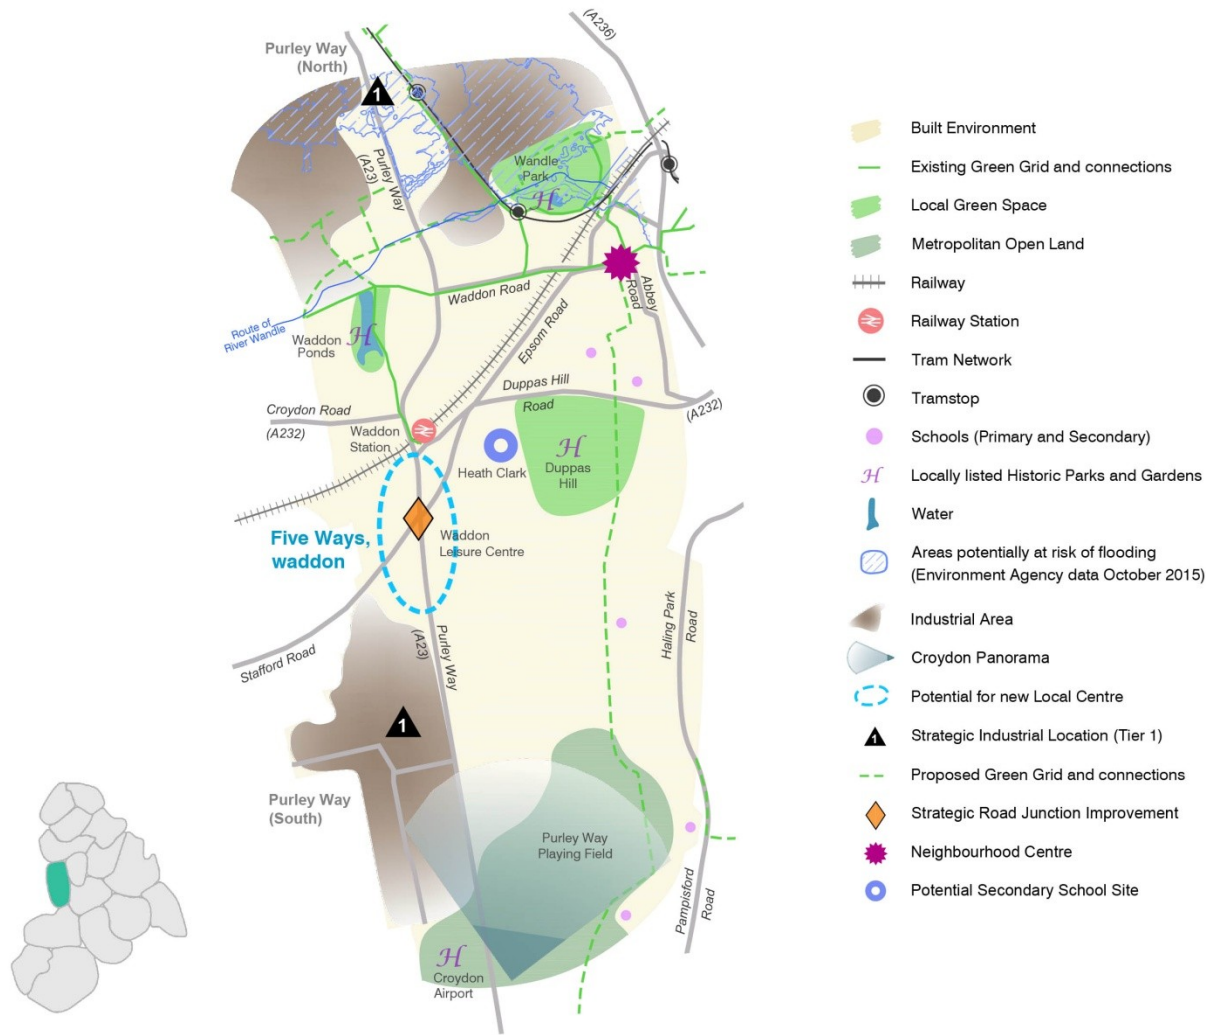 (A236)
Purley Way
(North)
1
Purley Way
(A23)
Wandle
Park
H
Waddon Road
Abbey
Road
Route of
River Wandle
Waddon
Ponds
H
Epsom Road
Duppas Hill
Road
Croydon Road
(A232)
(A232)
Waddon
Station
Heath Clark
H
Duppas
Hill
Five Ways,
waddon
Waddon
Leisure Centre
Stafford Road
(A23)
Purley Way
Haling Park
Road
1
Purley Way
(South)
Purley Way
Playing Field
Pamplsford
Road
H
Croydon
Airport
Built Environment
Existing Green Grid and connections
Local Green Space
Metropolitan Open Land
Railway
Railway Station
Tram Network
Tramstop
Schools (Primary and Secondary)
H Locally listed Historic Parks and Gardens
Water
Areas potentially at risk of flooding
(Environment Agency data October 2015)
Industrial Area
Croydon Panorama
Potential for new Local Centre
1 Strategic Industrial Location (Tier 1)
Proposed Green Grid and connections
Strategic Road Junction Improvement
Neighbourhood Centre
Potential Secondary School Site